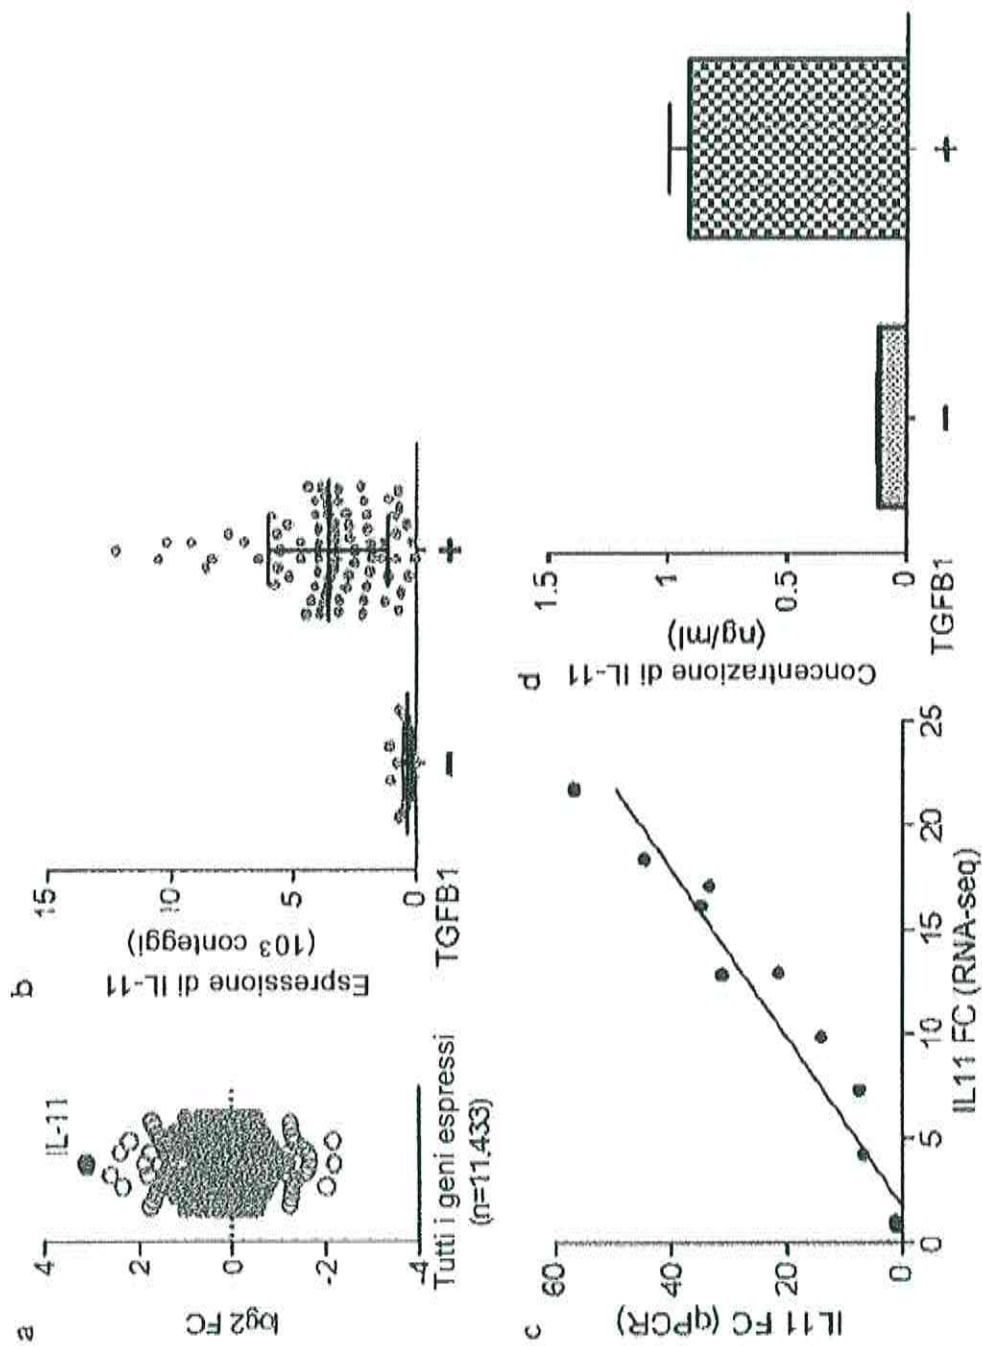 a
log2 FC
4
2
0
-2
-4
IL-11
Tutti i geni espressi
(n=11.433)
b
Espressione di IL-11
(10³ conteggi)
15
10
5
0
TGFB1
−
+
c
IL11 FC (qPCR)
60
40
20
0
0
5
10
15
20
25
IL11 FC (RNA-seq)
d
Concentrazione di IL-11
(ng/ml)
1.5
1
0.5
0
TGFB1
−
+